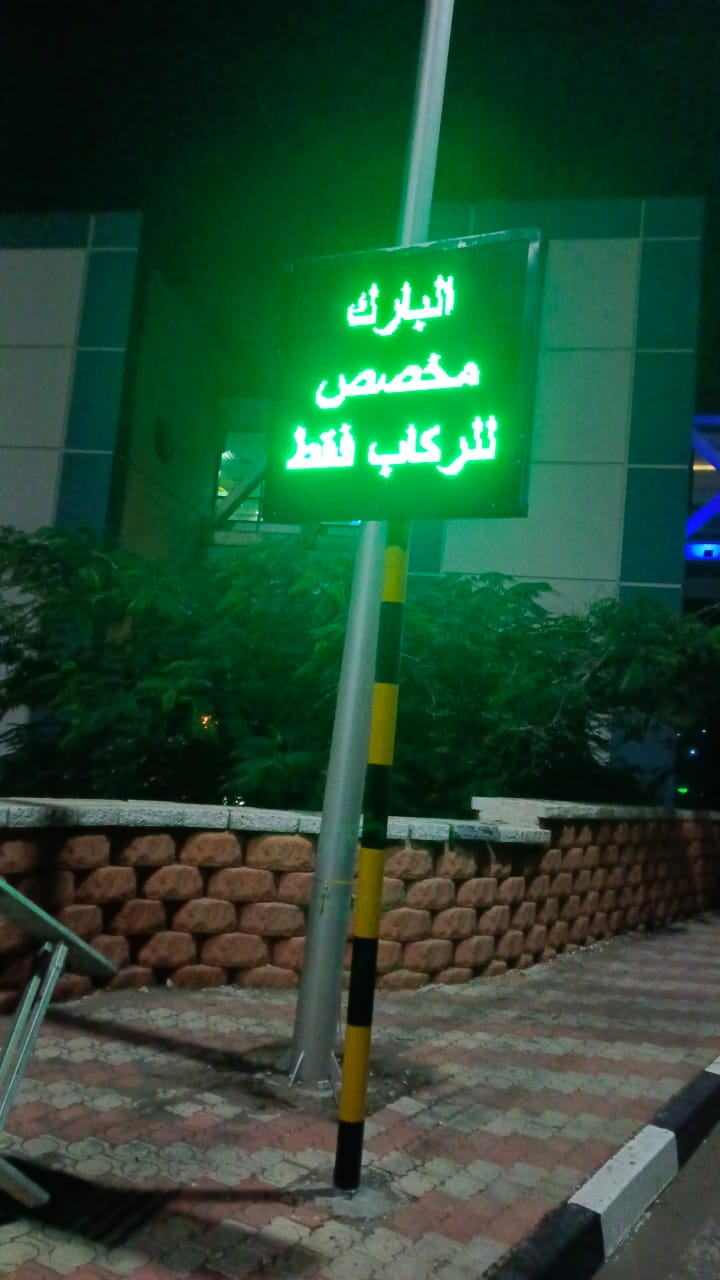 البارك
مخصص
للركاب فقط